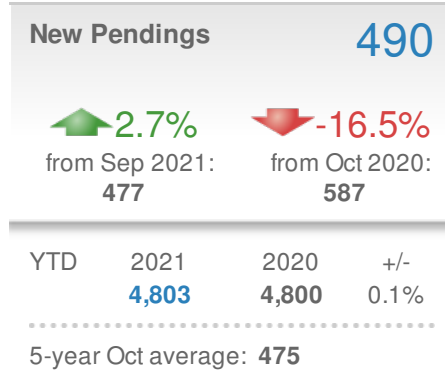 New Pendings 490
2.7% -16.5%
from Sep 2021: from Oct 2020:
477 587
YTD 2021 2020 +/-
4,803 4,800 0.1%
5-year Oct average: 475